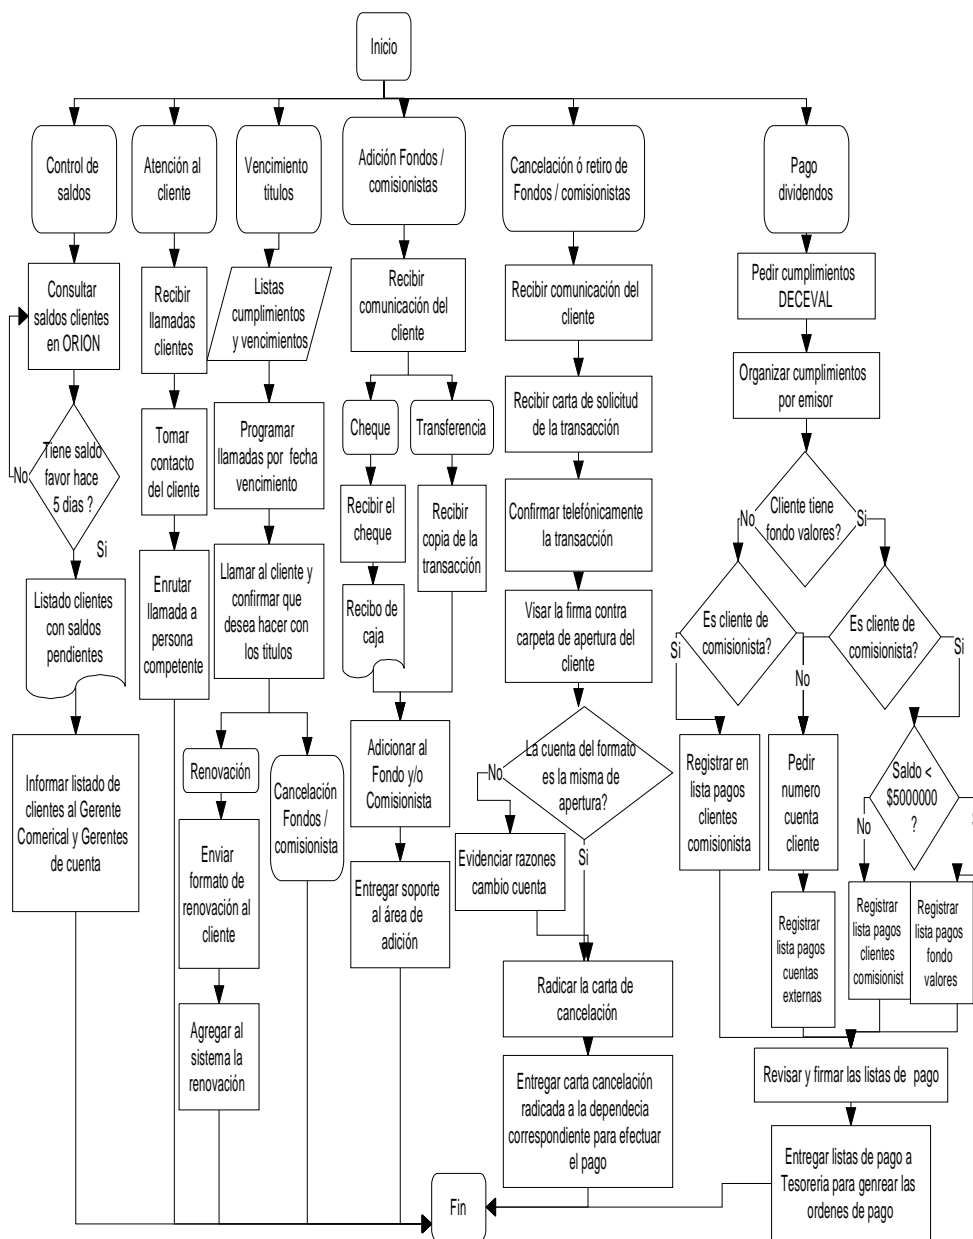 Inicio
Control de
saldos
Atención al
cliente
Vencimiento
titulos
Adición Fondos /
comisionistas
Cancelación ó retiro de
Fondos / comisionistas
Pago
dividendos
Consultar
saldos clientes
en ORION
Tiene saldo
favor hace
5 dias ?
No
Si
Listado clientes
con saldos
pendientes
Informar listado de
clientes al Gerente
Comerical y Gerentes
de cuenta
Recibir
llamadas
clientes
Tomar
contacto
del cliente
Enrutar
llamada a
persona
competente
Listas
cumplimientos
y vencimientos
Programar
llamadas por fecha
vencimiento
Llamar al cliente y
confirmar que
desea hacer con
los titulos
Renovación
Cancelación
Fondos /
comisionista
Enviar
formato de
renovación al
cliente
Agregar al
sistema la
renovación
Recibir
comunicación del
cliente
Cheque
Transferencia
Recibir el
cheque
Recibir
copia de la
transacción
Recibo de
caja
Adicionar al
Fondo y/o
Comisionista
Entregar soporte
al área de
adición
Recibir comunicación del
cliente
Recibir carta de solicitud
de la transacción
Confirmar telefónicamente
la transacción
Visar la firma contra
carpeta de apertura del
cliente
La cuenta del formato
es la misma de
apertura?
No
Si
Evidenciar razones
cambio cuenta
Radicar la carta de
cancelación
Entregar carta cancelación
radicada a la dependecia
correspondiente para efectuar
el pago
Pedir cumplimientos
DECEVAL
Organizar cumplimientos
por emisor
Cliente tiene
fondo valores?
No
Si
Es cliente de
comisionista?
Es cliente de
comisionista?
Si
No
Si
Registrar en
lista pagos
clientes
comisionista
Pedir
numero
cuenta
cliente
Saldo <
$5000000
?
No
Registrar
lista pagos
cuentas
externas
Registrar
lista pagos
clientes
comisionist
Registrar
lista pagos
fondo
valores
Revisar y firmar las listas de pago
Entregar listas de pago a
Tesoreria para genrear las
ordenes de pago
Fin